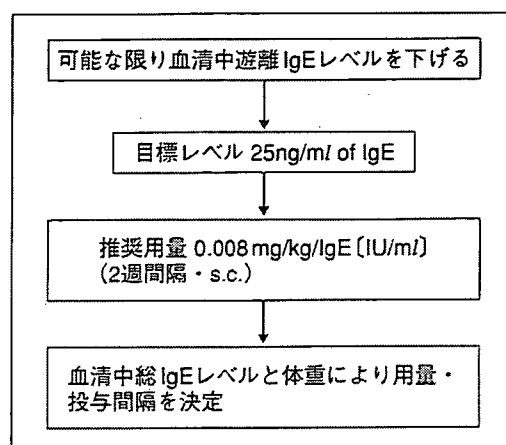 可能な限り血清中遊離IgEレベルを下げる
目標レベル 25ng/ml of IgE
推奨用量 0.008mg/kg/IgE〔IU/ml〕
(2週間隔・s.c.)
血清中総IgEレベルと体重により用量・
投与間隔を決定